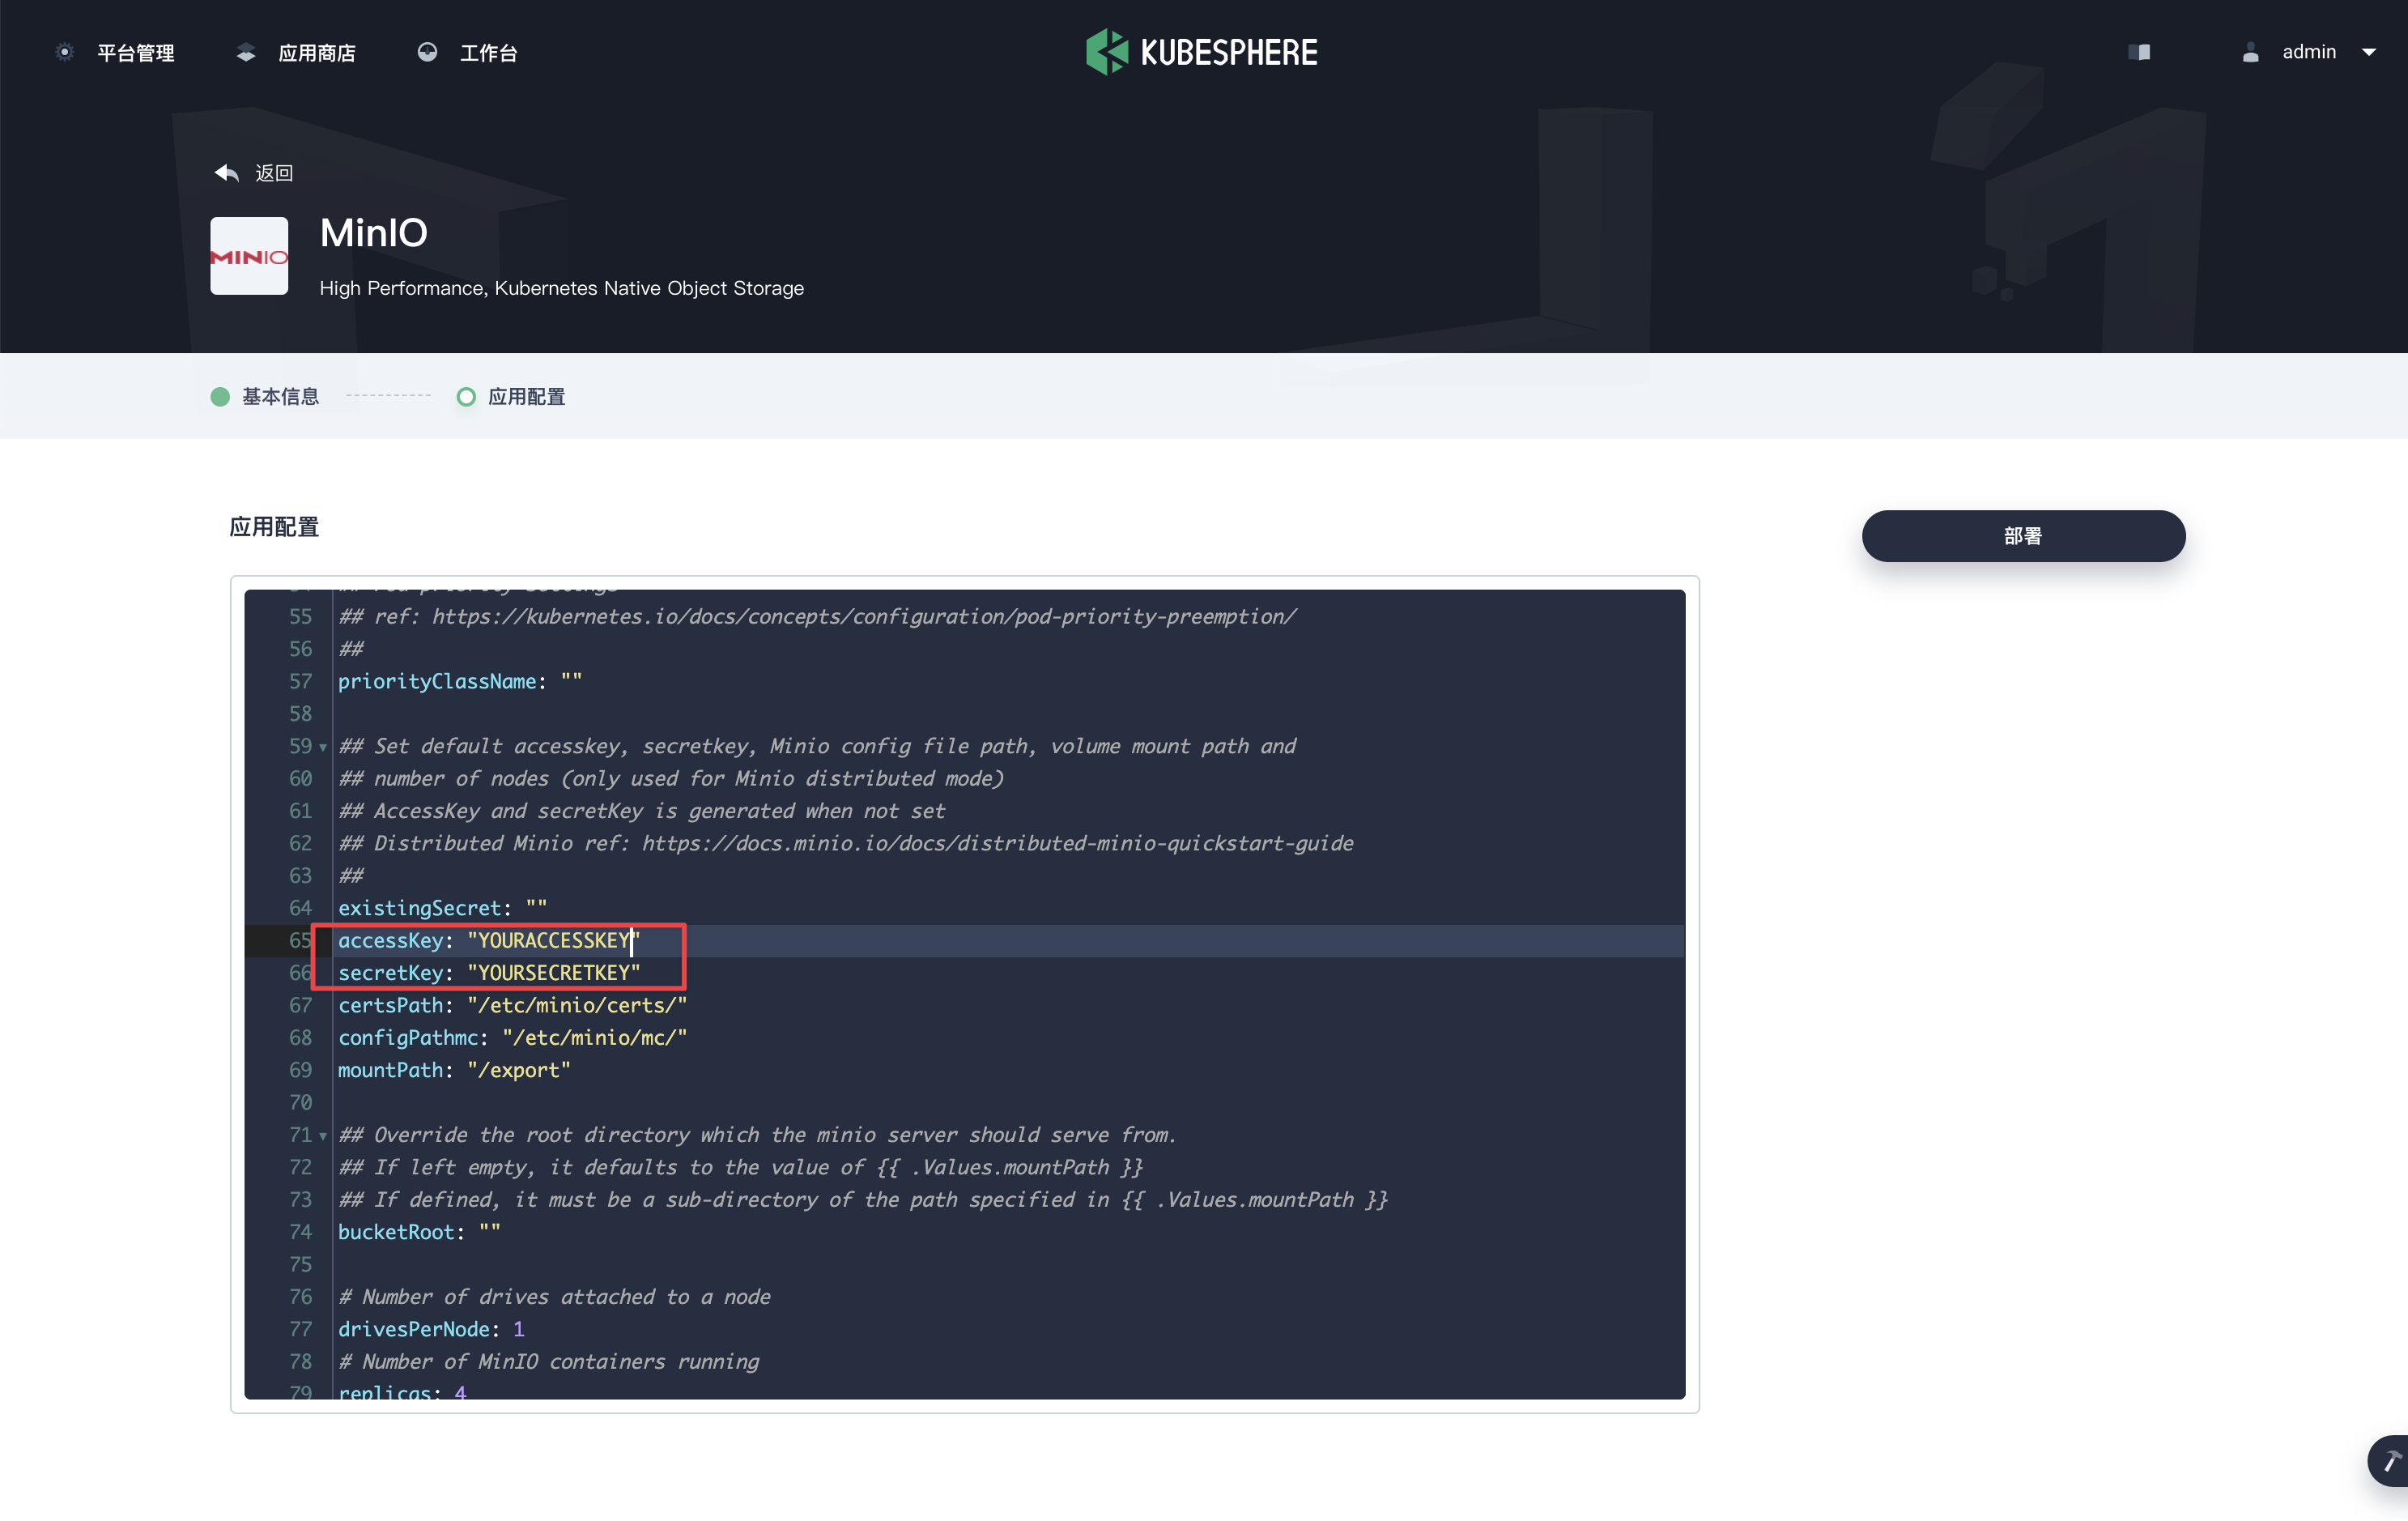 平台管理 应用商店 工作台 KUBESPHERE admin
返回
MINIO
MinIO
High Performance, Kubernetes Native Object Storage
基本信息 应用配置
应用配置
部署
55 ## ref: https://kubernetes.io/docs/concepts/configuration/pod-priority-preemption/
56 ##
57 priorityClassName: ""
58
59 ## Set default accesskey, secretkey, Minio config file path, volume mount path and
60 ## number of nodes (only used for Minio distributed mode)
61 ## AccessKey and secretKey is generated when not set
62 ## Distributed Minio ref: https://docs.minio.io/docs/distributed-minio-quickstart-guide
63 ##
64 existingSecret: ""
65 accessKey: "YOURACCESSKEY"
66 secretKey: "YOURSECRETKEY"
67 certsPath: "/etc/minio/certs/"
68 configPathmc: "/etc/minio/mc/"
69 mountPath: "/export"
70
71 ## Override the root directory which the minio server should serve from.
72 ## If left empty, it defaults to the value of {{ .Values.mountPath }}
73 ## If defined, it must be a sub-directory of the path specified in {{ .Values.mountPath }}
74 bucketRoot: ""
75
76 # Number of drives attached to a node
77 drivesPerNode: 1
78 # Number of MinIO containers running
79 replicas: 4